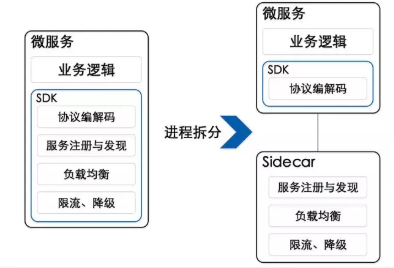 微服务
业务逻辑
SDK
协议编解码
服务注册与发现
负载均衡
限流、降级
进程拆分
微服务
业务逻辑
SDK
协议编解码
Sidecar
服务注册与发现
负载均衡
限流、降级